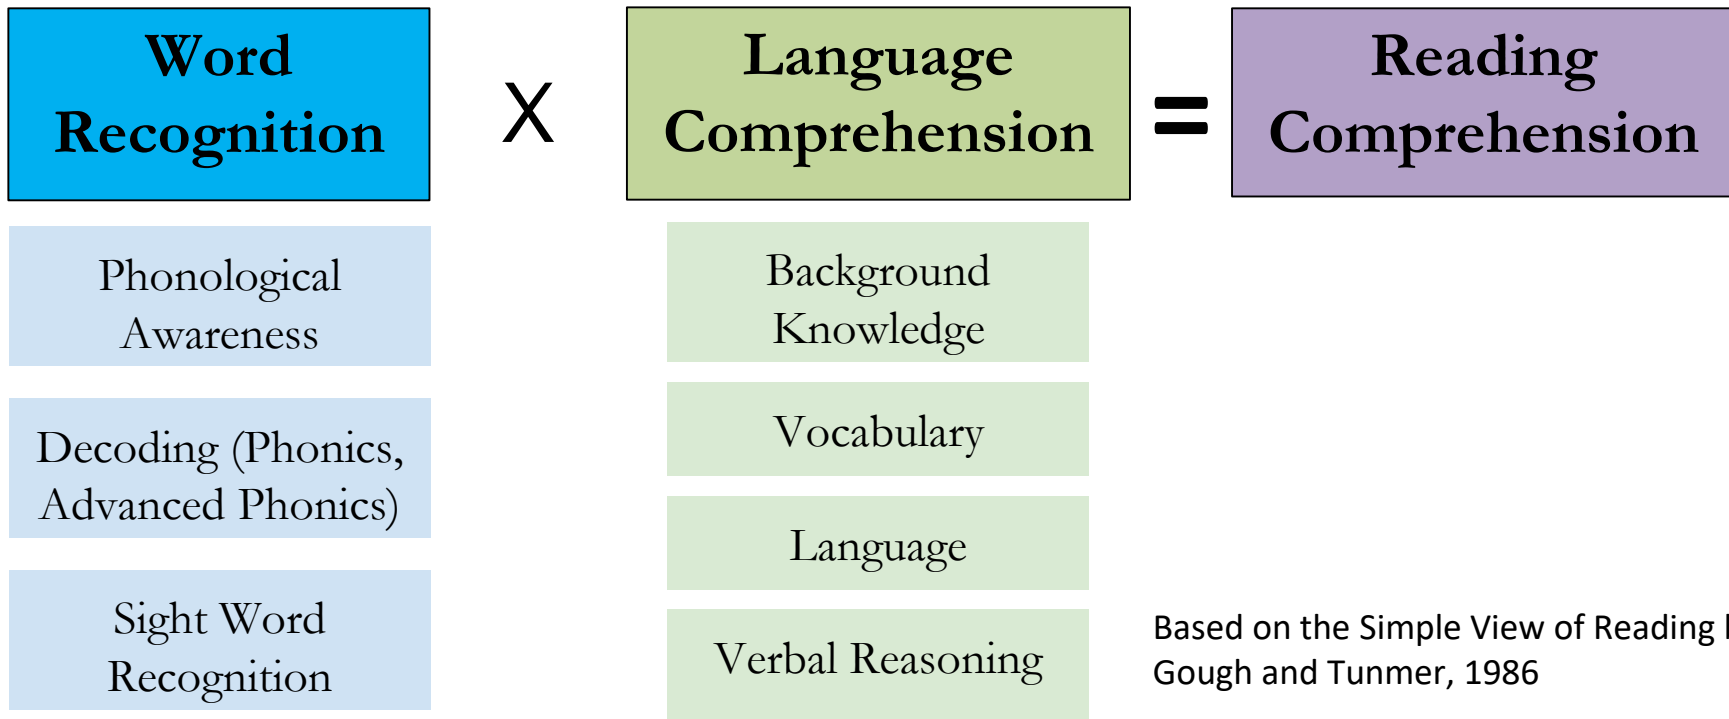 Word
Recognition
X
Language
Comprehension
=
Reading
Comprehension
Phonological
Awareness
Decoding (Phonics,
Advanced Phonics)
Sight Word
Recognition
Background
Knowledge
Vocabulary
Language
Verbal Reasoning
Based on the Simple View of Reading
Gough and Tunmer, 1986